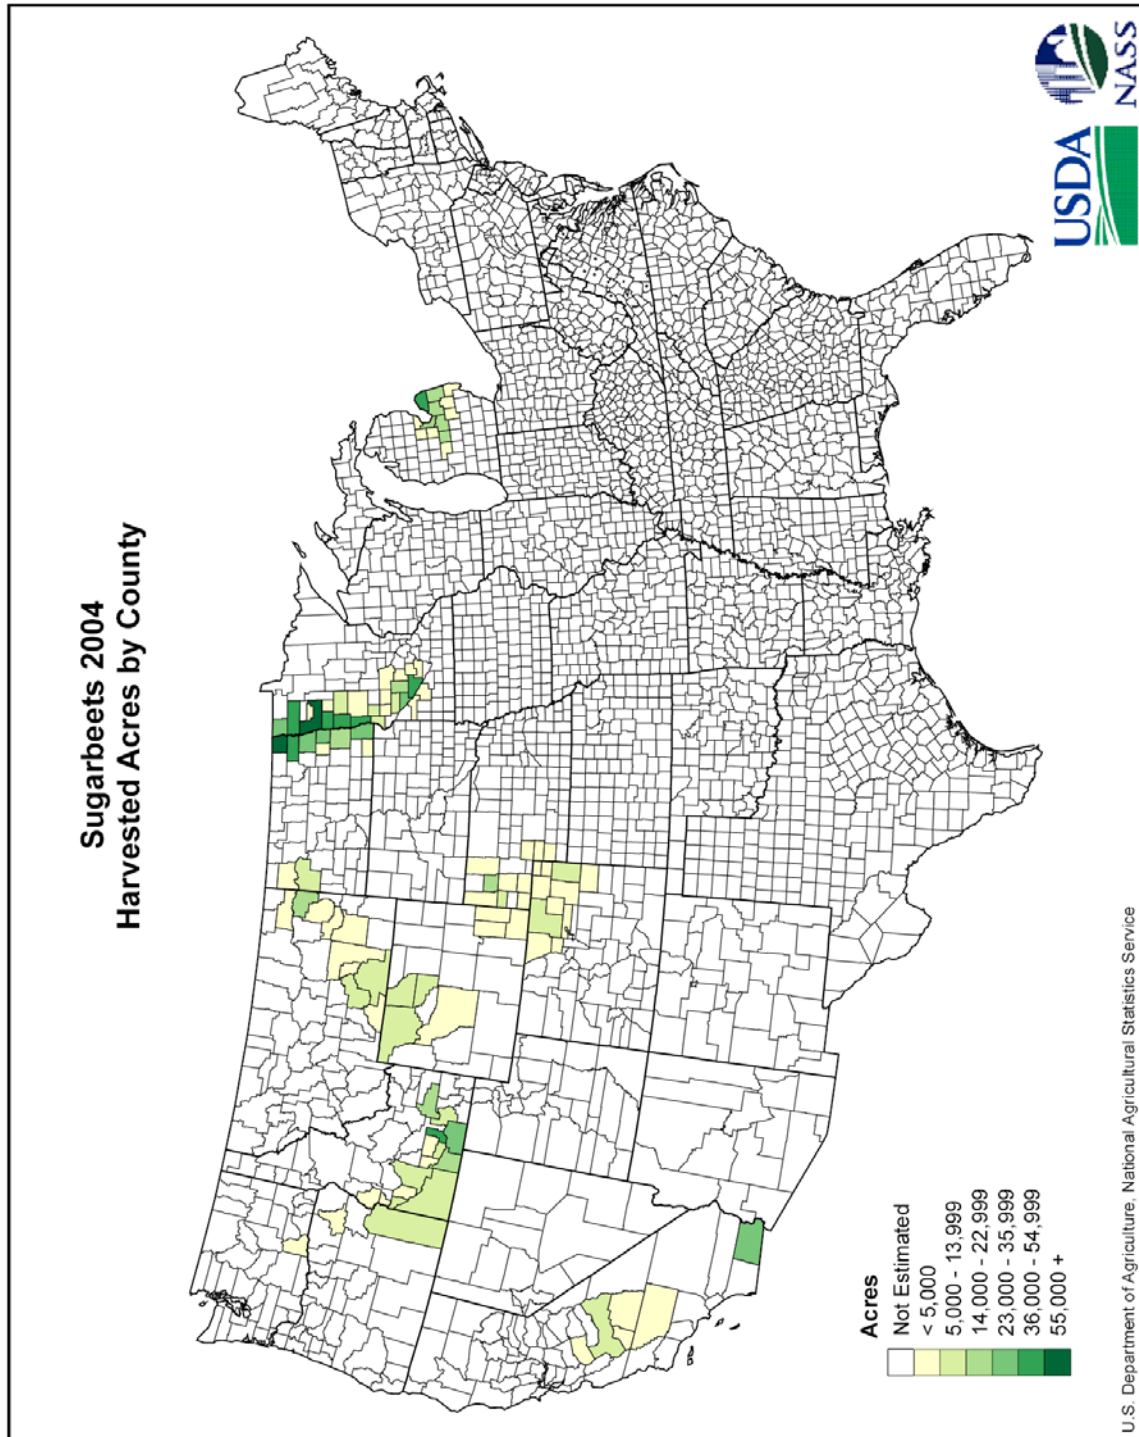 Sugarbeets 2004
Harvested Acres by County
Acres
Not Estimated
< 5,000
5,000 - 13,999
14,000 - 22,999
23,000 - 35,999
36,000 - 54,999
55,000 +
U.S. Department of Agriculture, National Agricultural Statistics Service
USDA
NASS